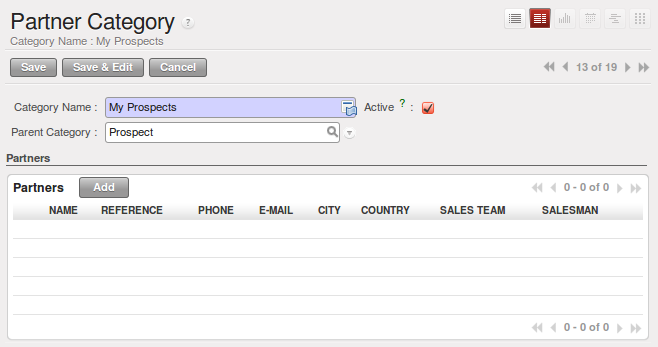 Partner Category ?
Category Name : My Prospects
Save Save & Edit Cancel 13 of 19
Category Name : My Prospects Active ? :
Parent Category : Prospect
Partners
Partners Add 0 - 0 of 0
NAME REFERENCE PHONE E-MAIL CITY COUNTRY SALES TEAM SALESMAN
0 - 0 of 0